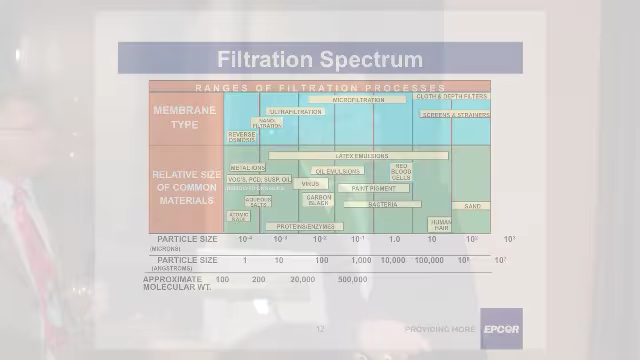 Filtration Spectrum
RANGES OF FILTRATION PROCESSES
MEMBRANE
TYPE
MICROFILTRATION
CLOTH & DEPTH FILTERS
ULTRAFILTRATION
SCREENS & STRAINERS
NANO-
FILTRATION
REVERSE
OSMOSIS
RELATIVE SIZE
OF COMMON
MATERIALS
LATEX EMULSIONS
METAL IONS
OIL EMULSIONS
RED
BLOOD
CELLS
VOC'S, PCD, SUSP. OIL
VIRUS
PAINT PIGMENT
AQUEOUS
SALTS
CARBON
BLACK
BACTERIA
SAND
ATOMIC
PROTEINS/ENZYMES
HUMAN
HAIR
PARTICLE SIZE 10⁻⁴ 10⁻³ 10⁻² 10⁻¹ 1.0 10 10² 10³
(MICRONS)
PARTICLE SIZE 1 10 100 1,000 10,000 100,000 10⁶ 10⁷
(ANGSTROMS)
APPROXIMATE 100 200 20,000 500,000
MOLECULAR WT.
12
PROVIDING MORE
EPCOR